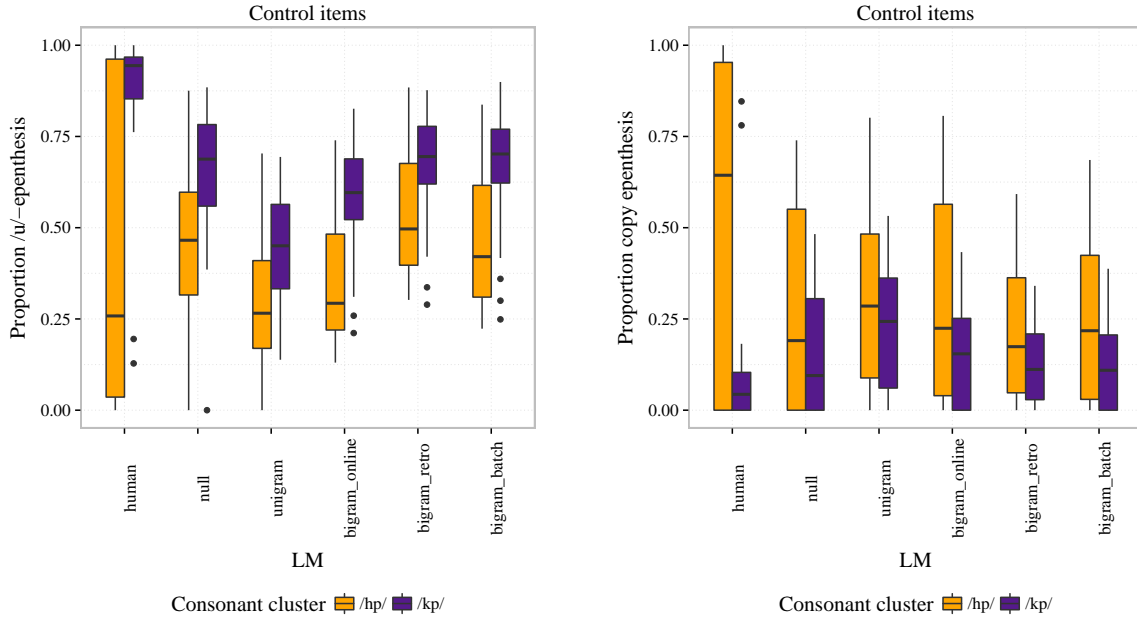 Control items
Proportion /u/−epenthesis
1.00
0.75
0.50
0.25
0.00
human
null
unigram
bigram_online
bigram_retro
bigram_batch
LM
Consonant cluster /hp/ /kp/
Control items
Proportion copy epenthesis
1.00
0.75
0.50
0.25
0.00
human
null
unigram
bigram_online
bigram_retro
bigram_batch
LM
Consonant cluster /hp/ /kp/